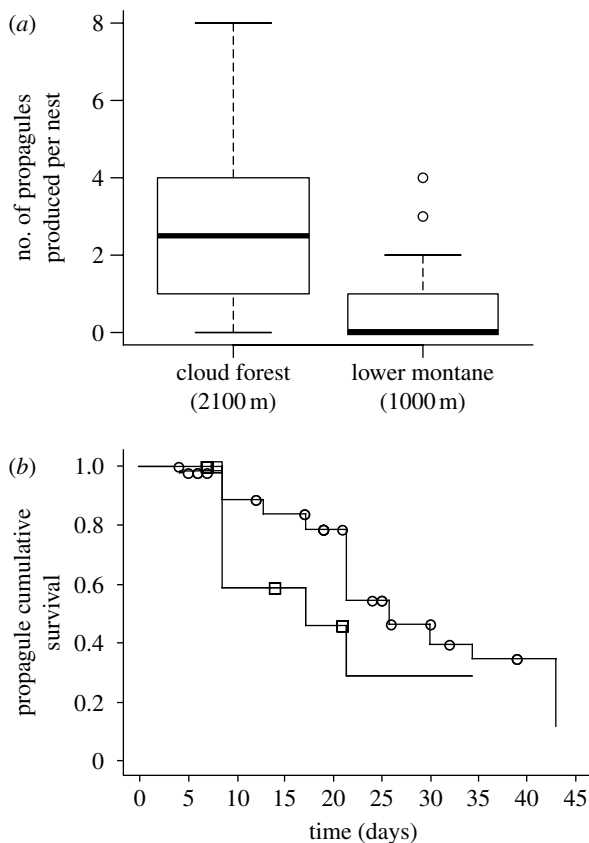 (a)
no. of propagules
produced per nest
8
6
4
2
0
cloud forest
(2100 m)
lower montane
(1000 m)
(b)
propagule cumulative
survival
1.0
0.8
0.6
0.4
0.2
0
0 5 10 15 20 25 30 35 40 45
time (days)